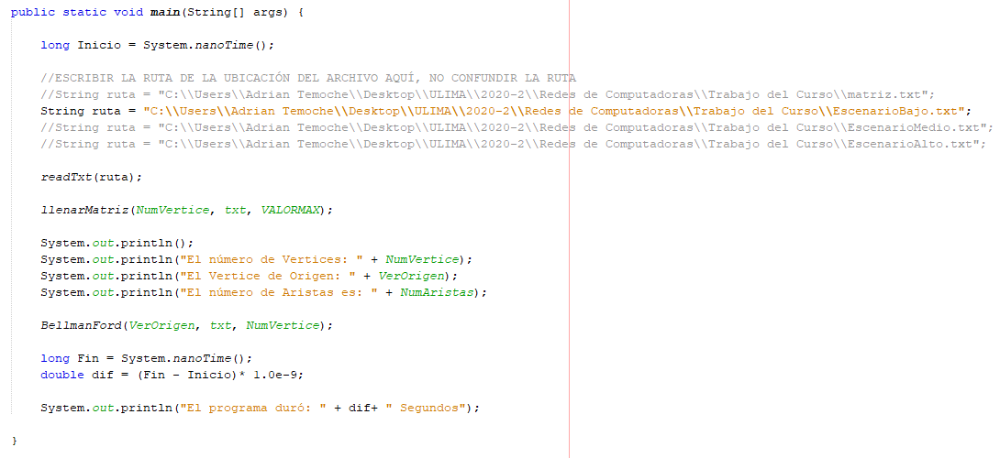 public static void main(String[] args) {
long Inicio = System.nanoTime();
//ESCRIBIR LA RUTA DE LA UBICACIÓN DEL ARCHIVO AQUÍ, NO CONFUNDIR LA RUTA
//String ruta = "C:\\Users\\Adrian Temoche\\Desktop\\ULIMA\\2020-2\\Redes de Computadoras\\Trabajo del Curso\\matriz.txt";
String ruta = "C:\\Users\\Adrian Temoche\\Desktop\\ULIMA\\2020-2\\Redes de Computadoras\\Trabajo del Curso\\EscenarioBajo.txt";
//String ruta = "C:\\Users\\Adrian Temoche\\Desktop\\ULIMA\\2020-2\\Redes de Computadoras\\Trabajo del Curso\\EscenarioMedio.txt";
//String ruta = "C:\\Users\\Adrian Temoche\\Desktop\\ULIMA\\2020-2\\Redes de Computadoras\\Trabajo del Curso\\EscenarioAlto.txt";
readTxt(ruta);
llenarMatriz(NumVertice, txt, VALORMAX);
System.out.println();
System.out.println("El número de Vertices: " + NumVertice);
System.out.println("El Vertice de Origen: " + VerOrigen);
System.out.println("El número de Aristas es: " + NumAristas);
BellmanFord(VerOrigen, txt, NumVertice);
long Fin = System.nanoTime();
double dif = (Fin - Inicio)* 1.0e-9;
System.out.println("El programa duró: " + dif+ " Segundos");
}